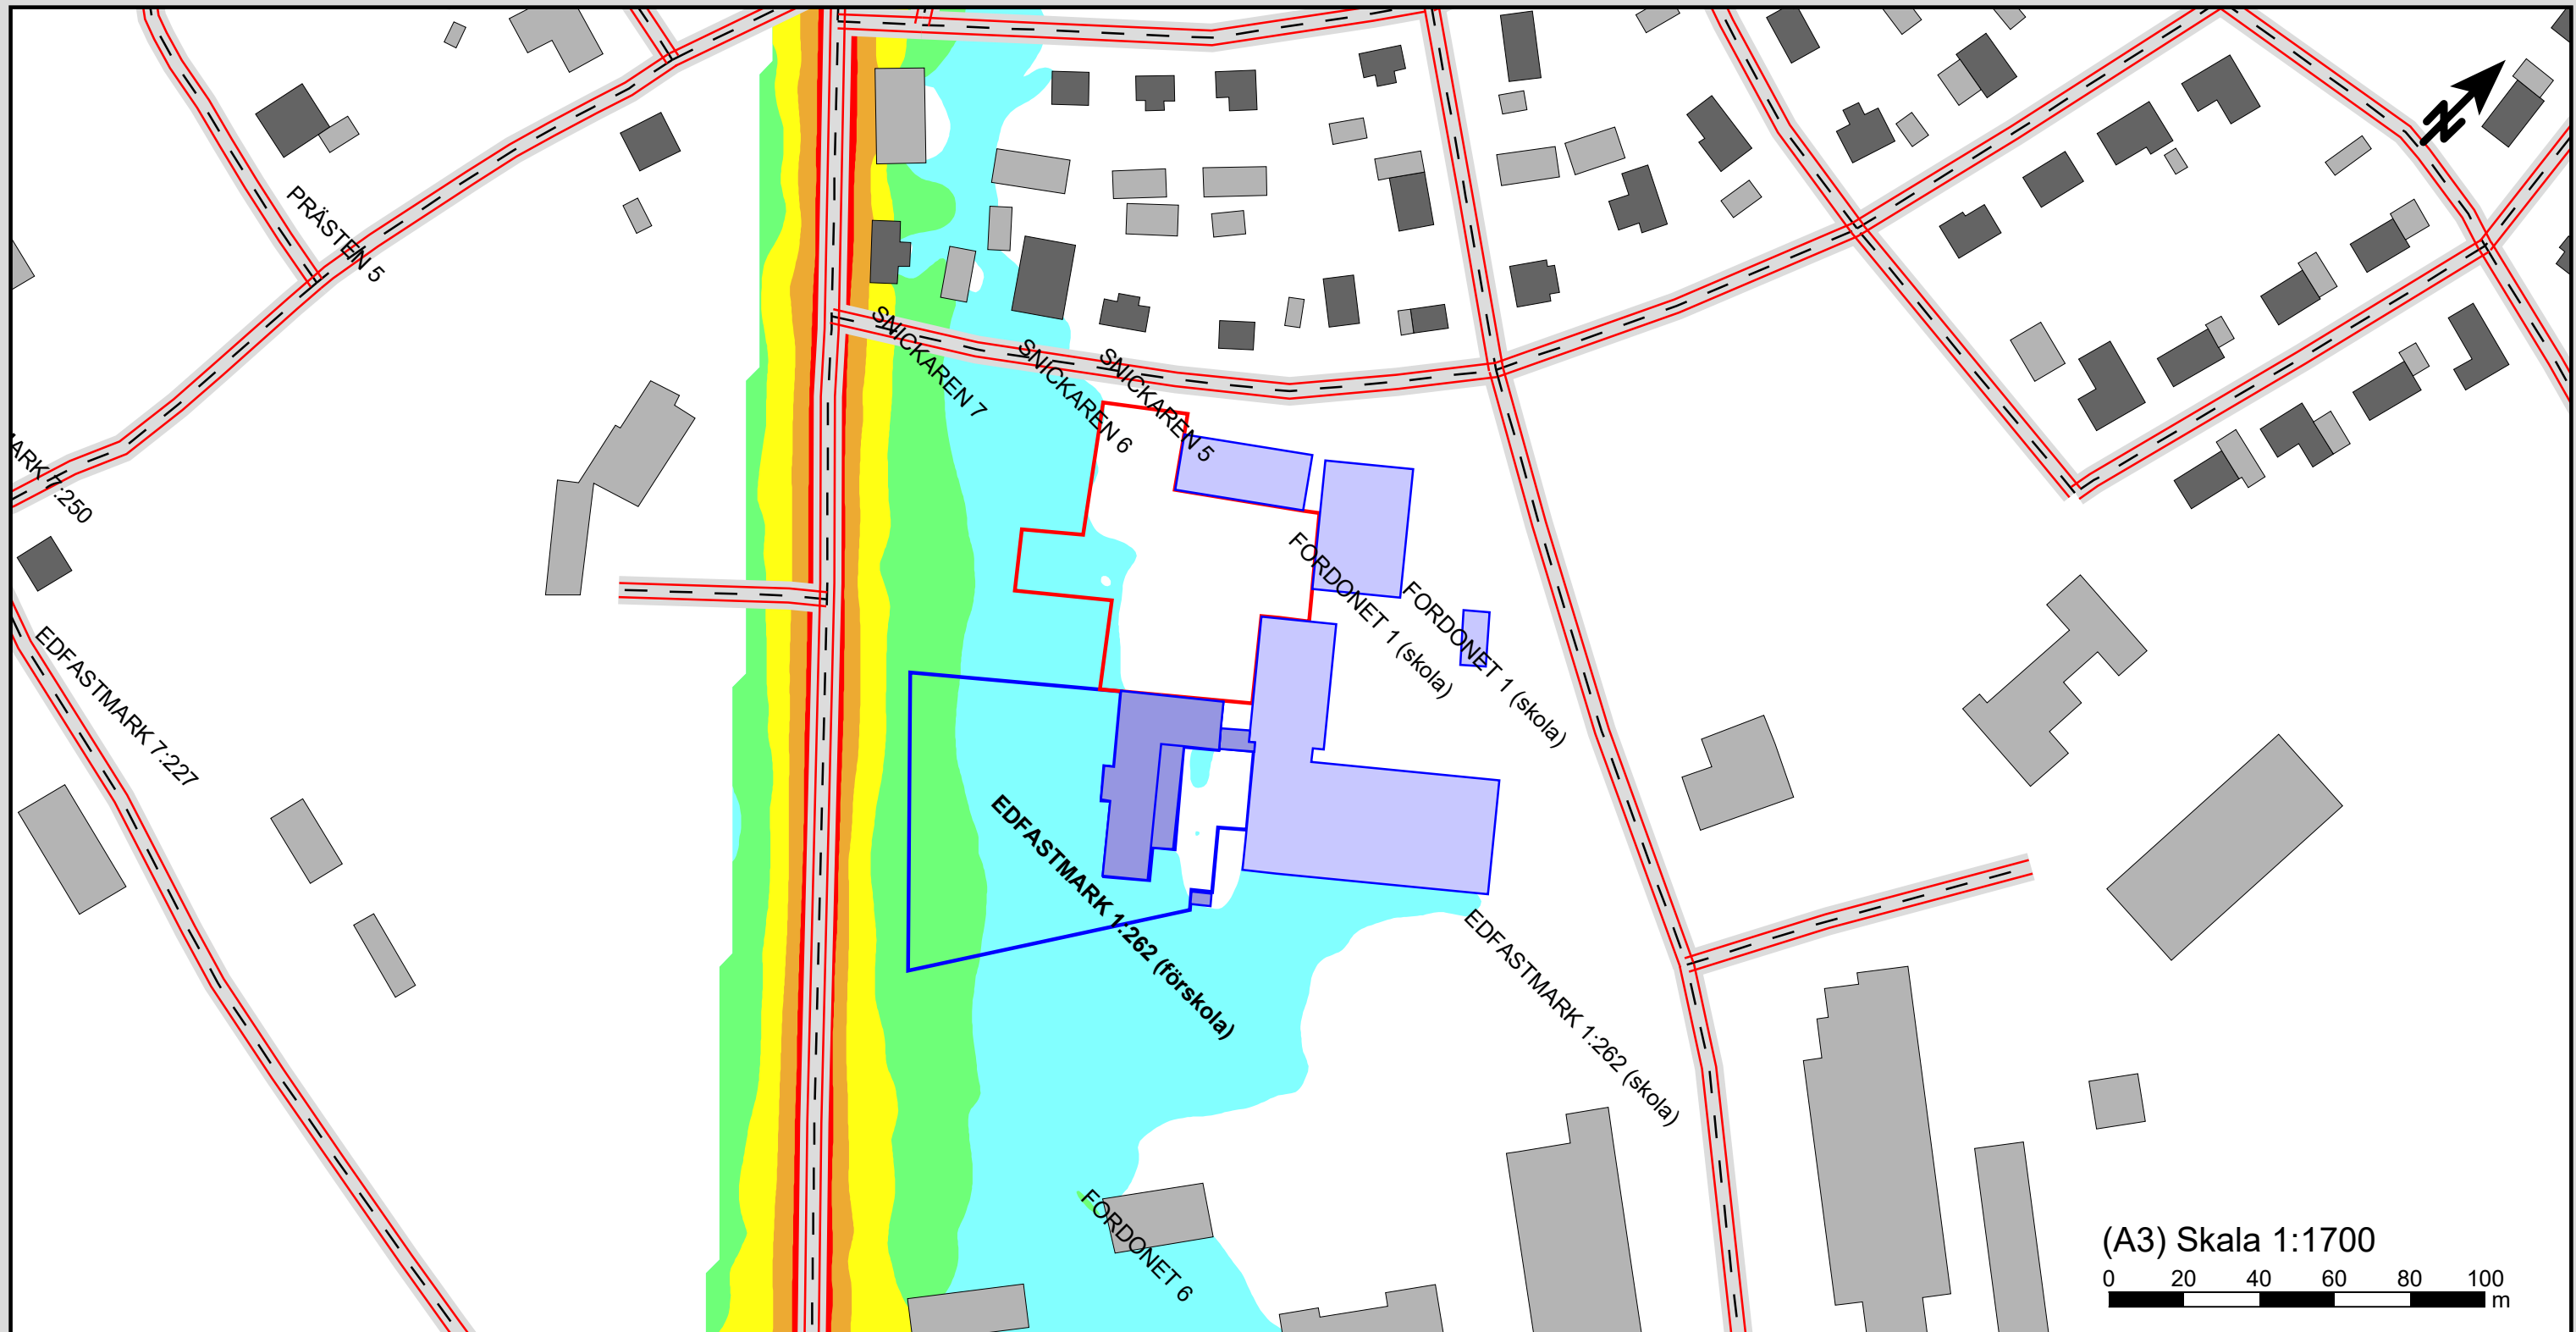 PRÄSTEN 5
SNICKAREN 7
SNICKAREN 6
SNICKAREN 5
MARK 7:250
FORDONET 1 (skola)
FORDONET 1 (skola)
EDFASTMARK 7:227
EDFASTMARK 1:262 (förskola)
EDFASTMARK 1:262 (skola)
FORDONET 6
(A3) Skala 1:1700
0 20 40 60 80 100
m